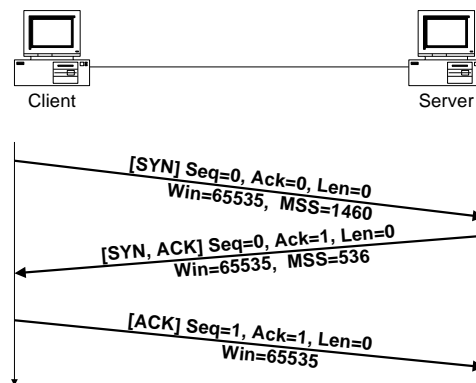 Client
Server
[SYN] Seq=0, Ack=0, Len=0
Win=65535, MSS=1460
[SYN, ACK] Seq=0, Ack=1, Len=0
Win=65535, MSS=536
[ACK] Seq=1, Ack=1, Len=0
Win=65535